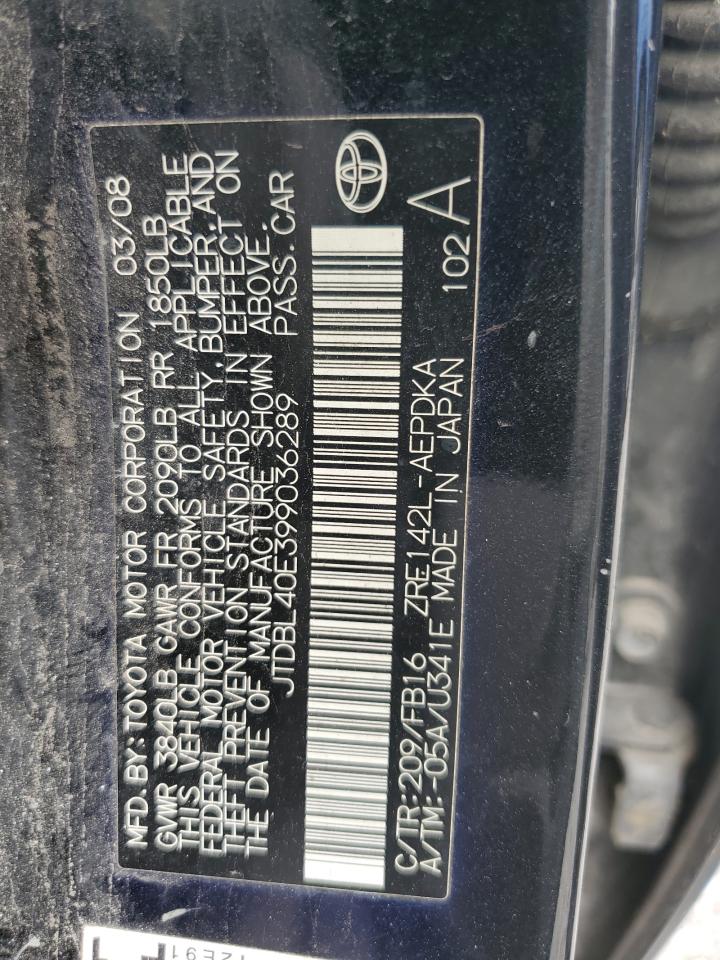 MFD. BY: TOYOTA MOTOR CORPORATION 03/08
GVWR 3840LB GAWR FR 2090LB RR 1850LB
THIS VEHICLE CONFORMS TO ALL APPLICABLE
FEDERAL MOTOR VEHICLE SAFETY, BUMPER, AND
THEFT PREVENTION STANDARDS IN EFFECT ON
THE DATE OF MANUFACTURE SHOWN ABOVE.
JTDBL40E399036289 PASS. CAR
C/TR: 209/FB16 ZRE142L-AEPDKA
A/TM: -05A/U341E MADE IN JAPAN 102 A
12E91